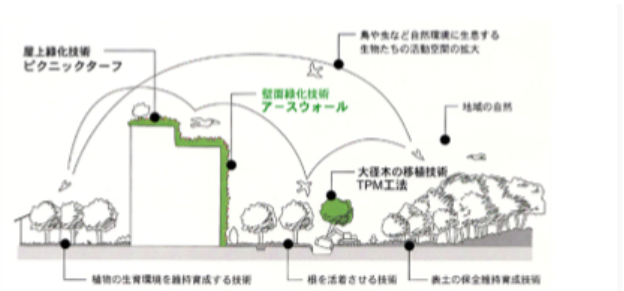 鳥や虫など自然環境に生息する
生物たちの活動空間の拡大
屋上緑化技術
ピクニックターフ
壁面緑化技術
アースウォール
地域の自然
大径木の移植技術
TPM工法
植物の生育環境を維持育成する技術
根を活着させる技術
表土の保全維持育成技術